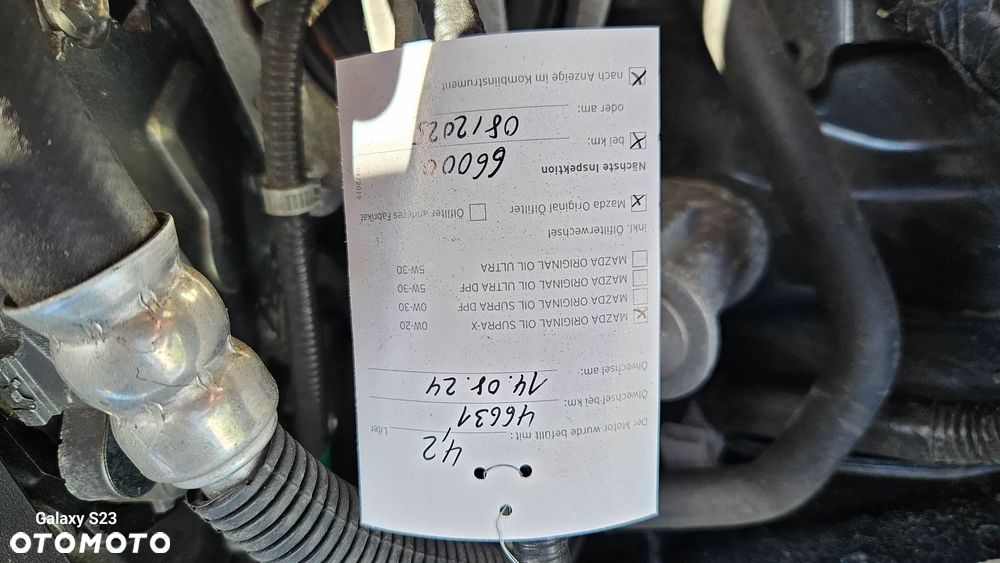 Der Motor wurde befüllt mit: 4,2 Liter
Ölwechsel bei km: 46631
Ölwechsel am: 14.08.24
☒ MAZDA ORIGINAL OIL SUPRA-X 0W-20
☐ MAZDA ORIGINAL OIL SUPRA DPF 0W-30
☐ MAZDA ORIGINAL OIL ULTRA DPF 5W-30
☐ MAZDA ORIGINAL OIL ULTRA 5W-30
inkl. Ölfilterwechsel
☒ Mazda Original Ölfilter ☐ Ölfilter anderes Fabrikat
Nächste Inspektion
☒ bei km: 66000
oder am: 08/2025
☒ nach Anzeige im Kombiinstrument
Galaxy S23
OTOMOTO